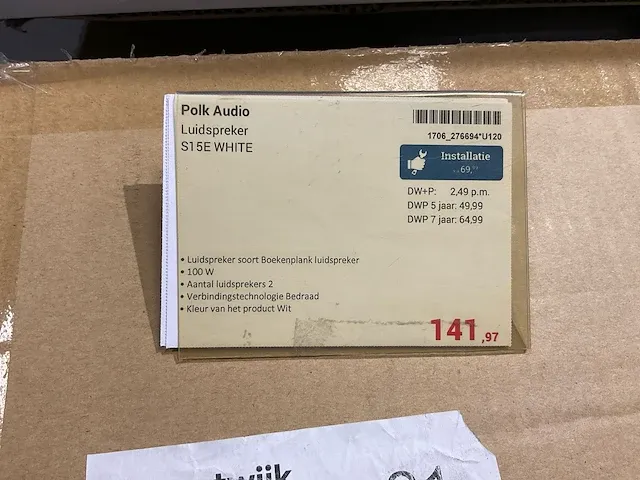 Polk Audio
Luidspreker
S15E WHITE
1706_276694*U120
Installatie
69,
DW+P: 2,49 p.m.
DWP 5 jaar: 49,99
DWP 7 jaar: 64,99
• Luidspreker soort Boekenplank luidspreker
• 100 W
• Aantal luidsprekers 2
• Verbindingstechnologie Bedraad
• Kleur van het product Wit
141,97
twijk